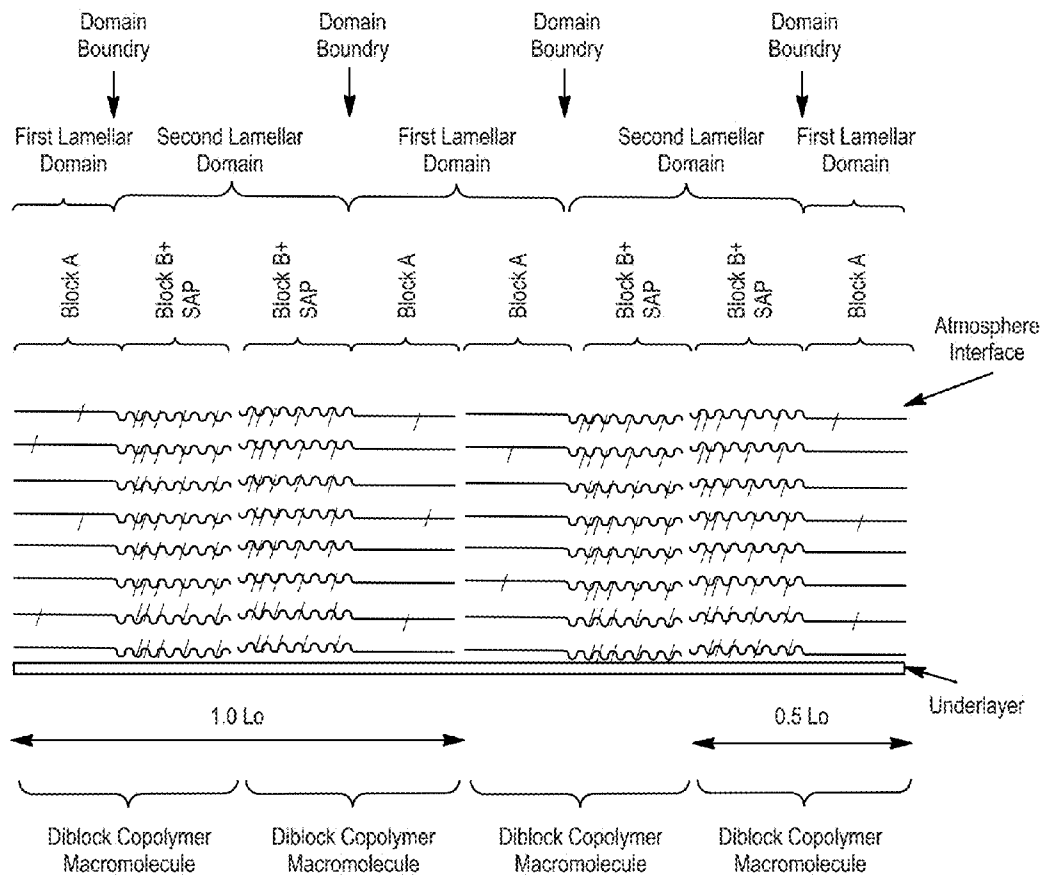 Domain
Boundry
Domain
Boundry
Domain
Boundry
Domain
Boundry
First Lamellar
Domain
Second Lamellar
Domain
First Lamellar
Domain
Second Lamellar
Domain
First Lamellar
Domain
Block A
Block B+
SAP
Block B+
SAP
Block A
Block A
Block B+
SAP
Block B+
SAP
Block A
Atmosphere
Interface
Underlayer
1.0 Lo
0.5 Lo
Diblock Copolymer
Macromolecule
Diblock Copolymer
Macromolecule
Diblock Copolymer
Macromolecule
Diblock Copolymer
Macromolecule